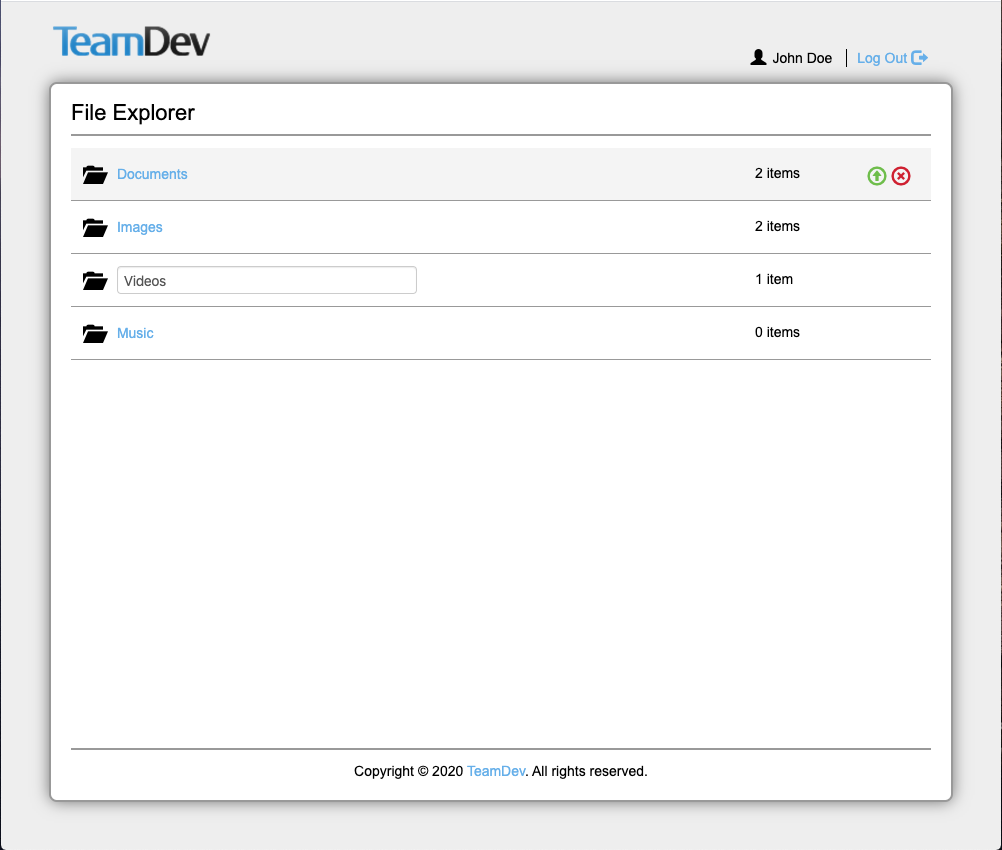 TeamDev
John Doe Log Out
File Explorer
Documents 2 items
Images 2 items
Videos 1 item
Music 0 items
Copyright © 2020 TeamDev. All rights reserved.